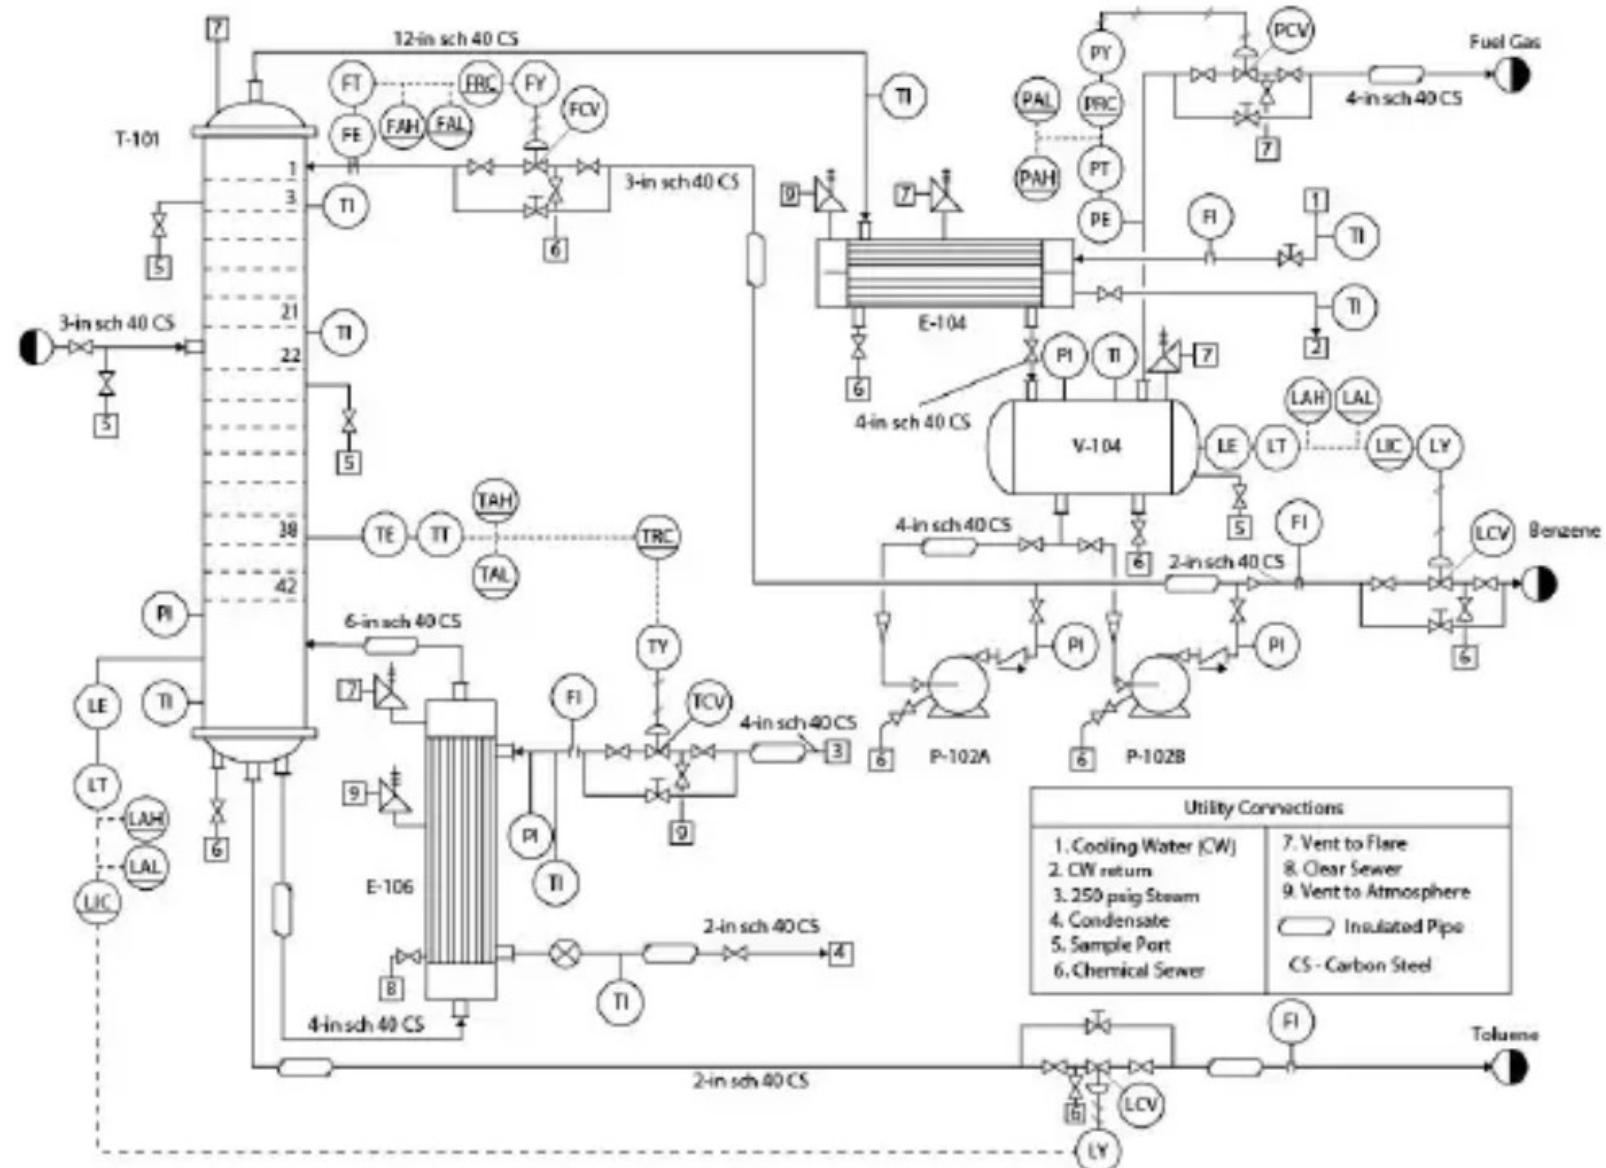 7
12-in sch 40 CS
T-101
FT
FRC
FY
FCV
FE
FAH
FAL
1
3
TI
3-in sch 40 CS
5
6
3-in sch 40 CS
21
TI
22
5
5
38
TE
TT
TAH
TAL
TRC
42
PI
6-in sch 40 CS
TY
LE
TI
7
FI
TCV
4-in sch 40 CS
3
LT
9
PI
9
LAH
LAL
6
LIC
E-106
TI
2-in sch 40 CS
4
8
TI
4-in sch 40 CS
2-in sch 40 CS
TI
PY
PCV
Fuel Gas
PAL
PRC
4-in sch 40 CS
7
PAH
PT
9
7
PE
FI
1
TI
TI
E-104
2
6
PI
TI
7
4-in sch 40 CS
V-104
LE
LT
LAH
LAL
LIC
LY
4-in sch 40 CS
5
FI
LCV
Benzene
6
2-in sch 40 CS
PI
PI
6
6
P-102A
6
P-102B
Utility Connections
1. Cooling Water (CW)
2. CW return
3. 250 psig Steam
4. Condensate
5. Sample Port
6. Chemical Sewer
7. Vent to Flare
8. Clear Sewer
9. Vent to Atmosphere
Insulated Pipe
CS - Carbon Steel
FI
Toluene
6
LCV
LY